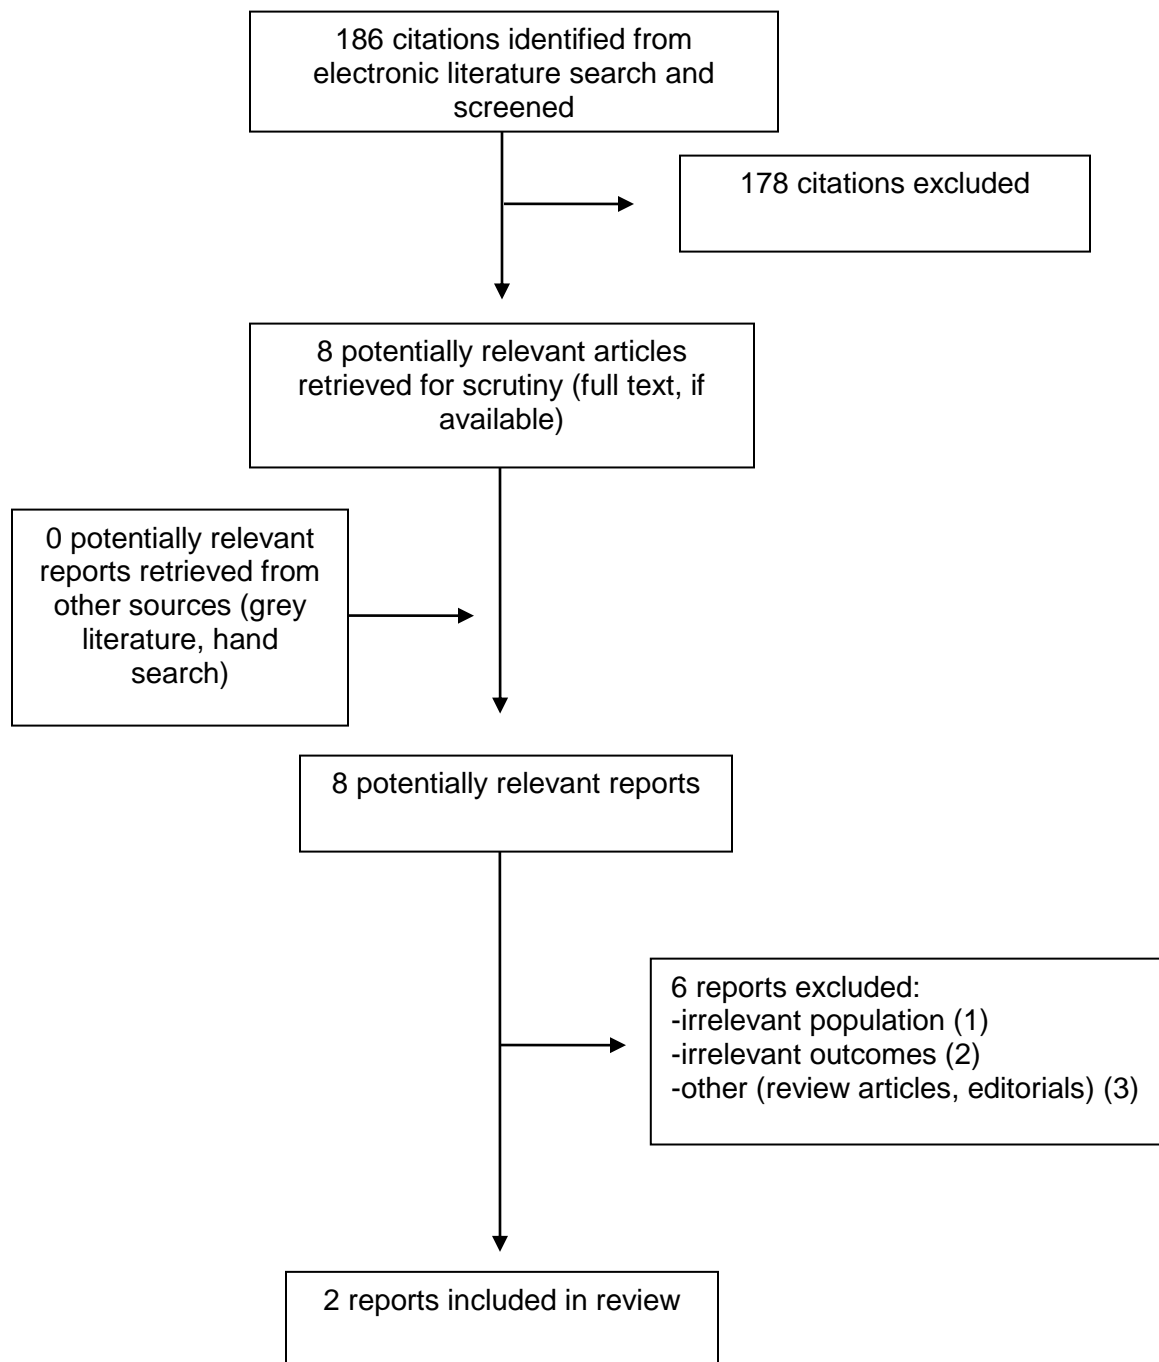 186 citations identified from
electronic literature search and
screened
178 citations excluded
8 potentially relevant articles
retrieved for scrutiny (full text, if
available)
0 potentially relevant
reports retrieved from
other sources (grey
literature, hand
search)
8 potentially relevant reports
6 reports excluded:
-irrelevant population (1)
-irrelevant outcomes (2)
-other (review articles, editorials) (3)
2 reports included in review